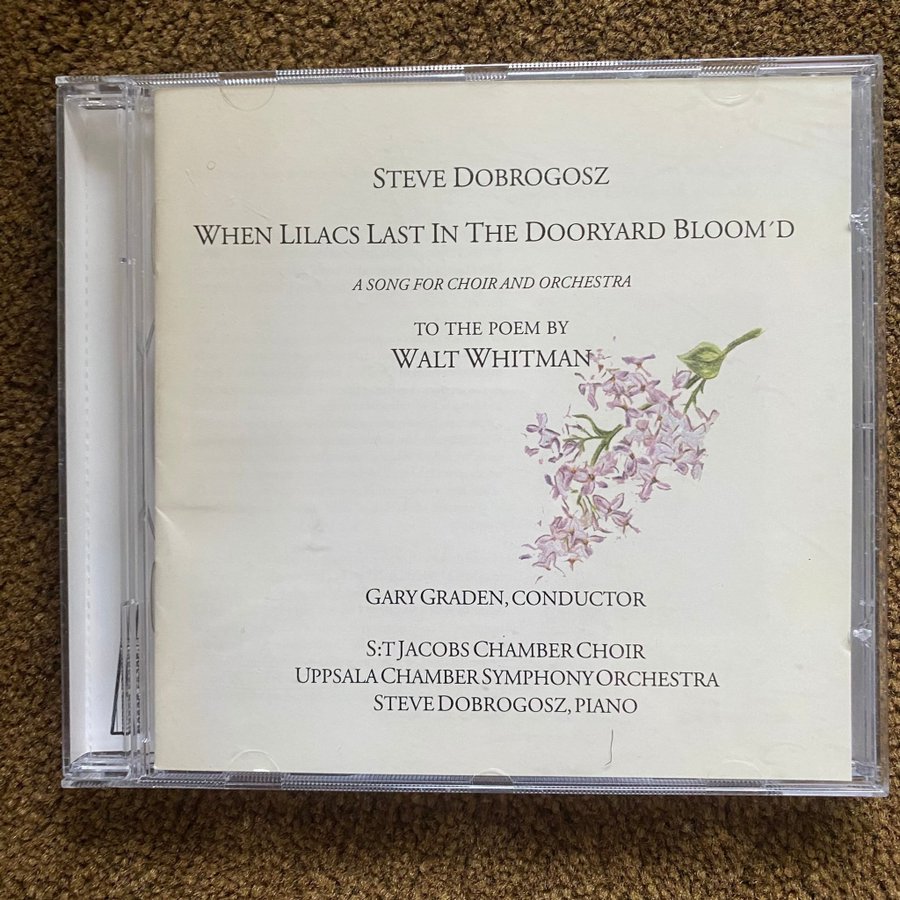 STEVE DOBROGOSZ
WHEN LILACS LAST IN THE DOORYARD BLOOM´D
A SONG FOR CHOIR AND ORCHESTRA
TO THE POEM BY
WALT WHITMAN
GARY GRADEN, CONDUCTOR
S:T JACOBS CHAMBER CHOIR
UPPSALA CHAMBER SYMPHONY ORCHESTRA
STEVE DOBROGOSZ, PIANO